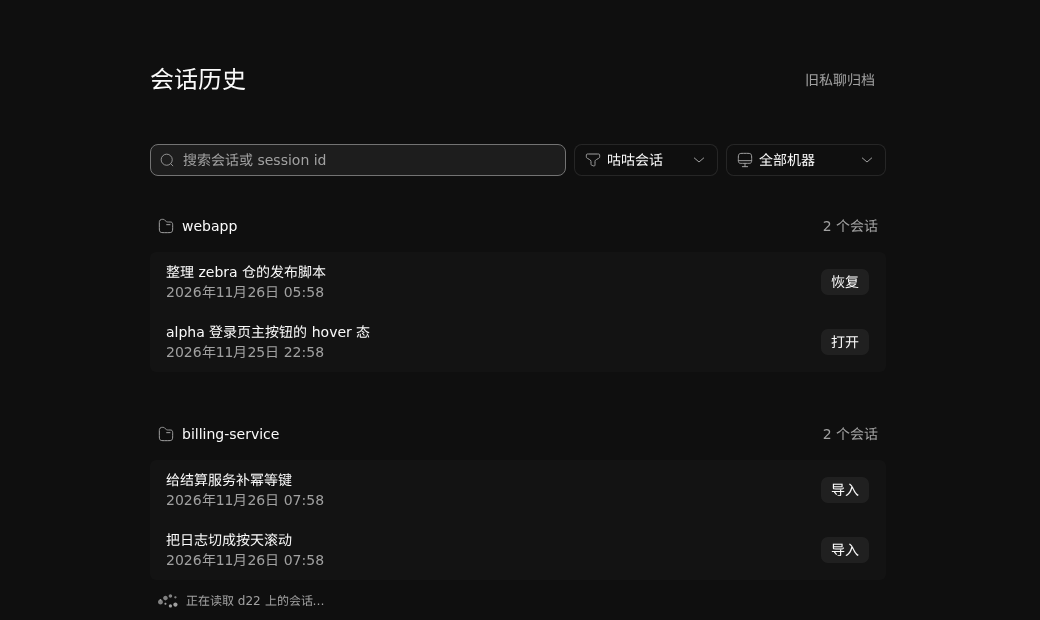 会话历史
旧私聊归档
搜索会话或 session id
咕咕会话
全部机器
webapp
2 个会话
整理 zebra 仓的发布脚本
2026年11月26日 05:58
恢复
alpha 登录页主按钮的 hover 态
2026年11月25日 22:58
打开
billing-service
2 个会话
给结算服务补幂等键
2026年11月26日 07:58
导入
把日志切成按天滚动
2026年11月26日 07:58
导入
正在读取 d22 上的会话…